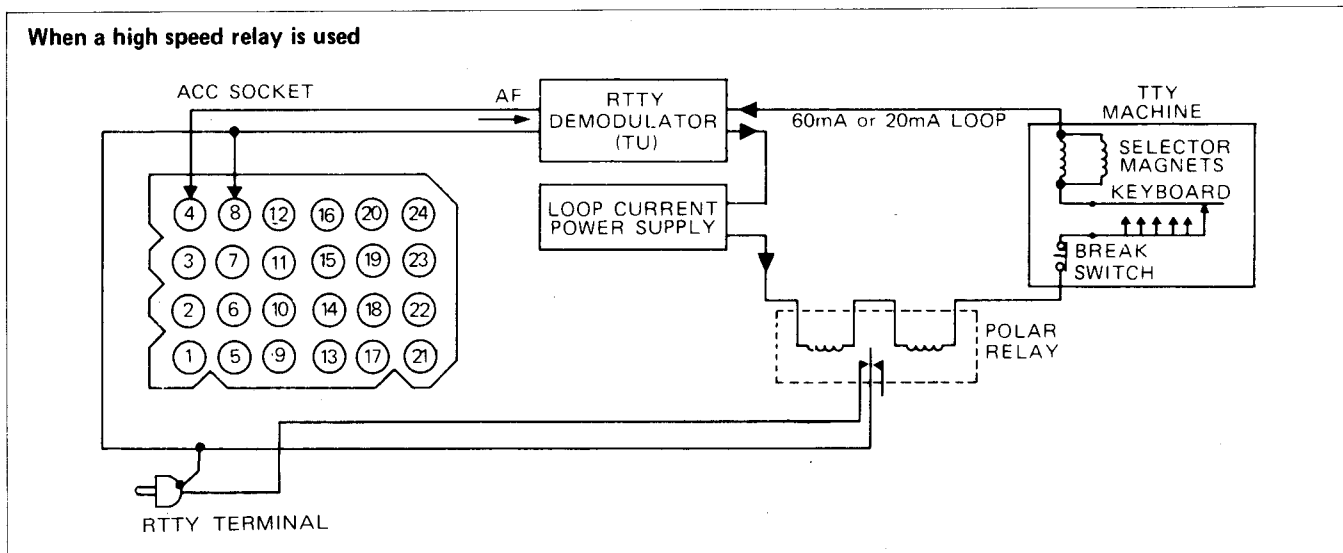 When a high speed relay is used
ACC SOCKET
AF
RTTY
DEMODULATOR
(TU)
60mA or 20mA LOOP
TTY
MACHINE
SELECTOR
MAGNETS
KEYBOARD
BREAK
SWITCH
LOOP CURRENT
POWER SUPPLY
4 8 12 16 20 24
3 7 11 15 19 23
2 6 10 14 18 22
1 5 9 13 17 21
POLAR
RELAY
RTTY TERMINAL